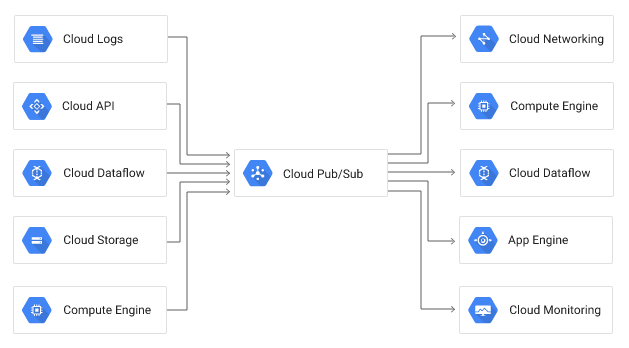 Cloud Logs
Cloud API
Cloud Dataflow
Cloud Storage
Compute Engine
Cloud Pub/Sub
Cloud Networking
Compute Engine
Cloud Dataflow
App Engine
Cloud Monitoring